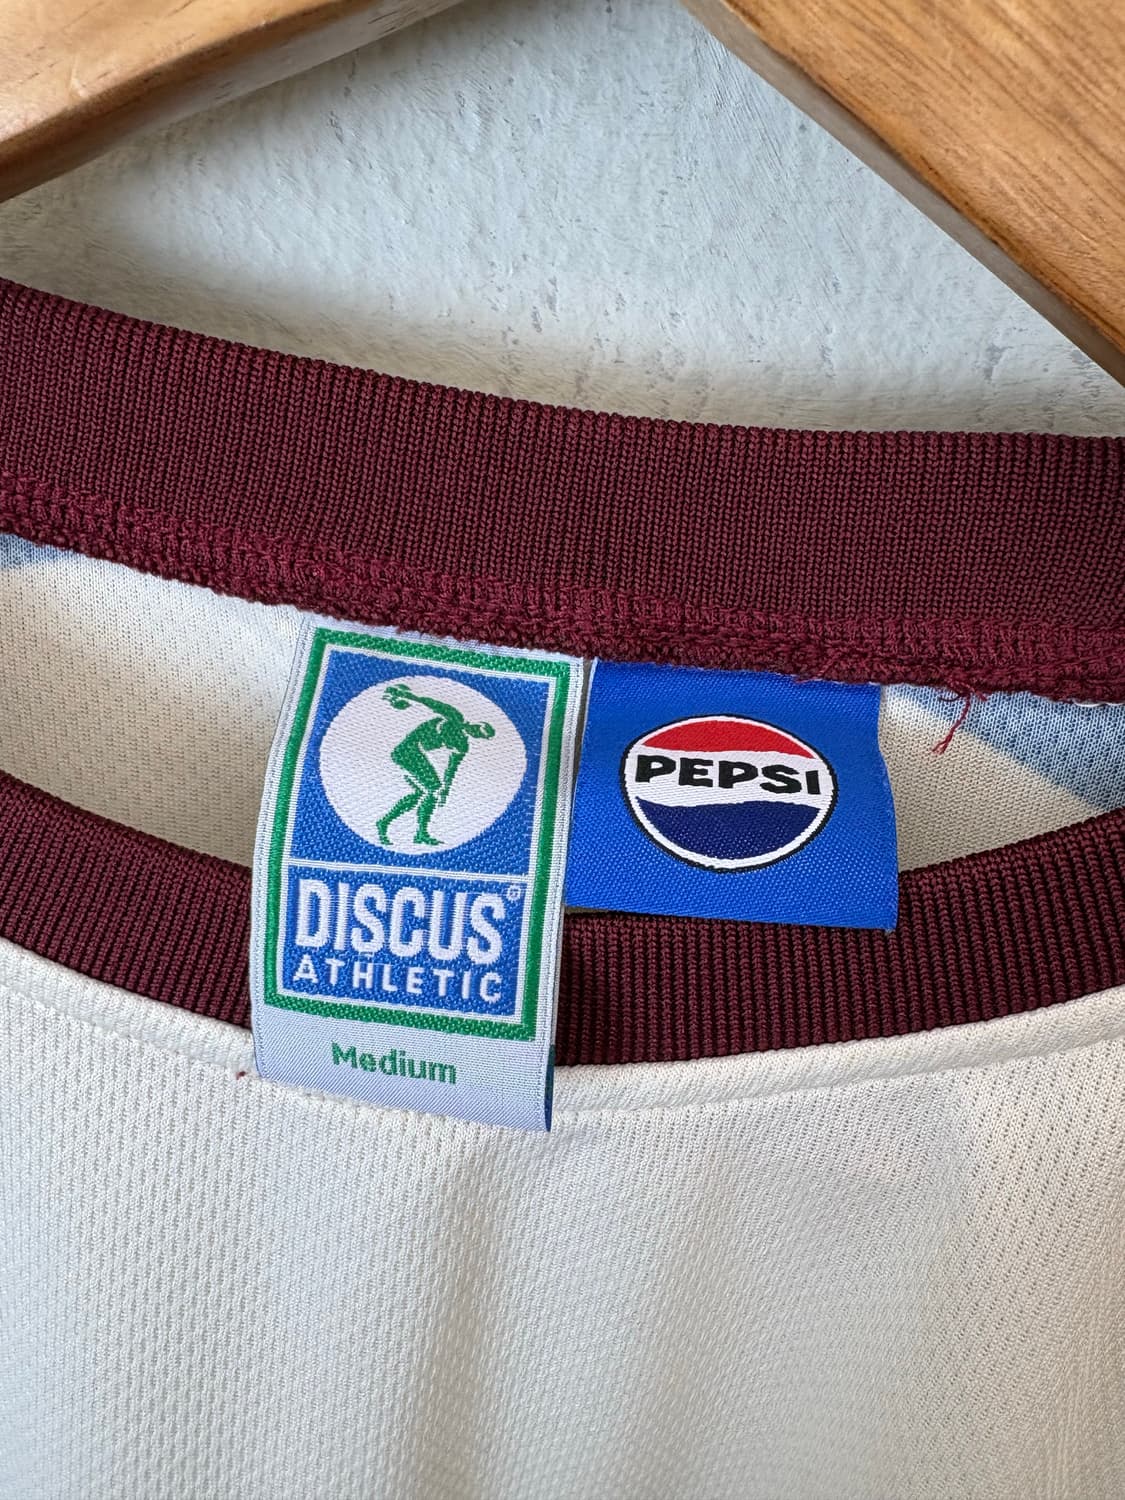 DISCUS®
ATHLETIC
Medium
PEPSI